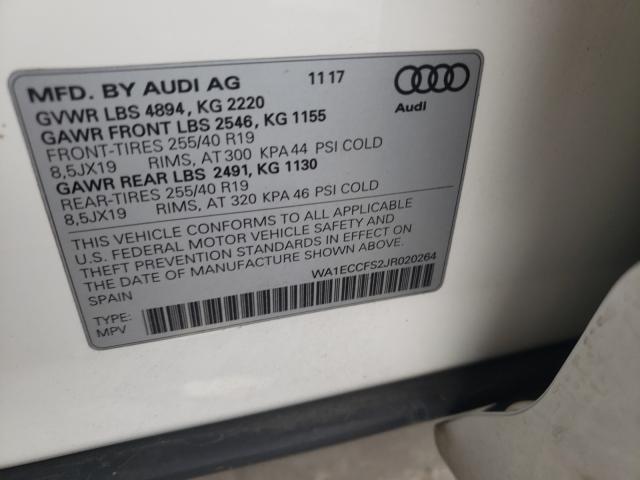 MFD. BY AUDI AG 11 17
GVWR LBS 4894, KG 2220
GAWR FRONT LBS 2546, KG 1155
FRONT-TIRES 255/40 R19
8,5JX19 RIMS, AT 300 KPA 44 PSI COLD
GAWR REAR LBS 2491, KG 1130
REAR-TIRES 255/40 R19
8,5JX19 RIMS, AT 320 KPA 46 PSI COLD
Audi
THIS VEHICLE CONFORMS TO ALL APPLICABLE
U.S. FEDERAL MOTOR VEHICLE SAFETY AND
THEFT PREVENTION STANDARDS IN EFFECT ON
THE DATE OF MANUFACTURE SHOWN ABOVE.
SPAIN
WA1ECCFS2JR020264
TYPE:
MPV